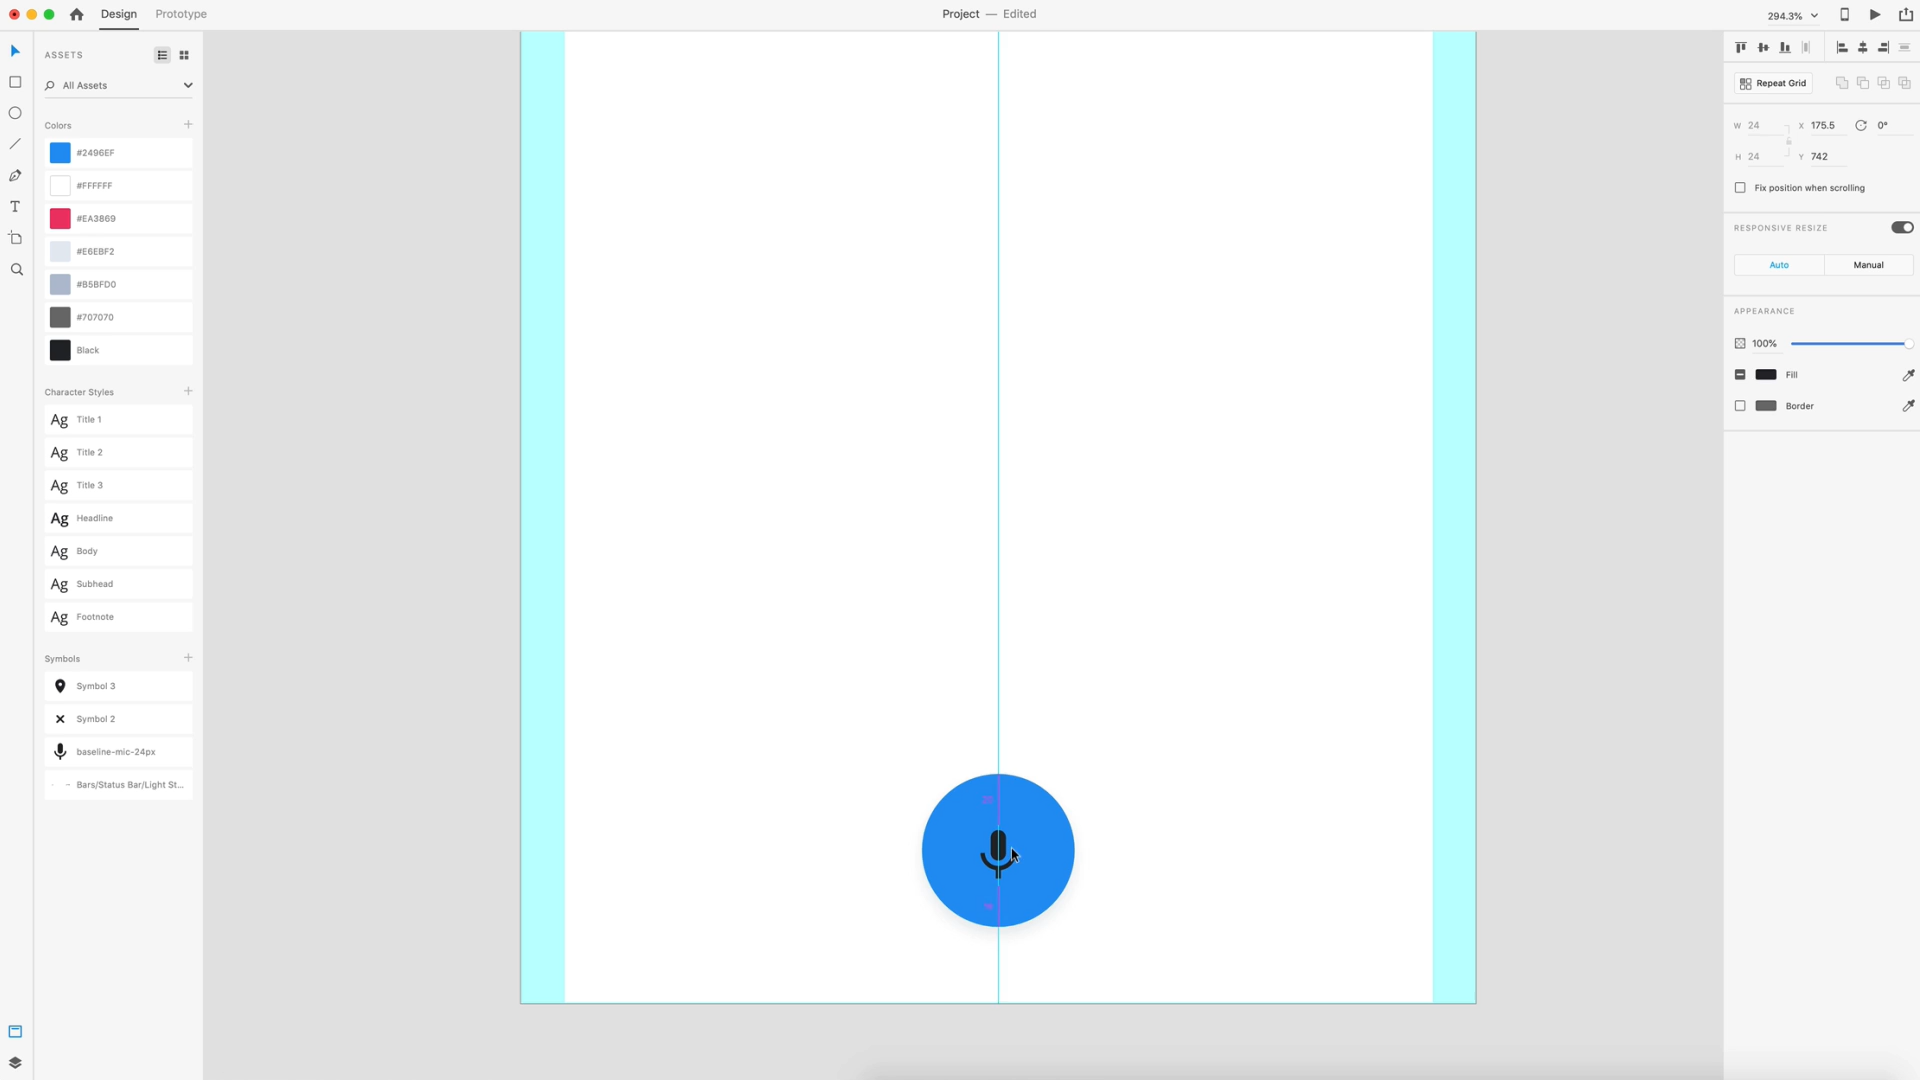 Design
Prototype
Project — Edited
294.3%
ASSETS
All Assets
Colors
#2496EF
#FFFFFF
#EA3869
#E6EBF2
#B5BFD0
#707070
Black
Character Styles
Ag Title 1
Ag Title 2
Ag Title 3
Ag Headline
Ag Body
Ag Subhead
Ag Footnote
Symbols
Symbol 3
Symbol 2
baseline-mic-24px
Bars/Status Bar/Light St...
Repeat Grid
W 24 X 175.5 0°
H 24 Y 742
Fix position when scrolling
RESPONSIVE RESIZE
Auto Manual
APPEARANCE
100%
Fill
Border